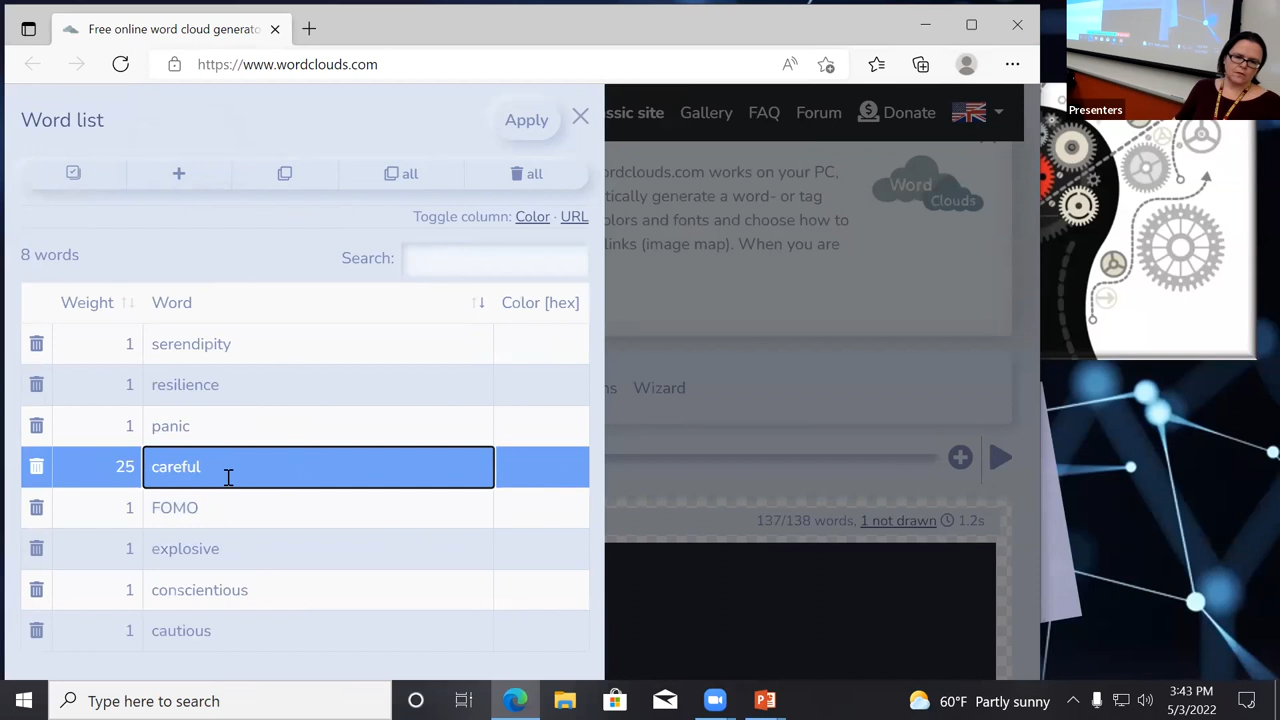 Free online word cloud generato
https://www.wordclouds.com
Presenters
Word list
Apply
ssic site
Gallery
FAQ
Forum
Donate
all
all
Toggle column: Color · URL
8 words
Search:
ordclouds.com works on your PC,
tically generate a word- or tag
olors and fonts and choose how to
links (image map). When you are
Word
Clouds
Weight
Word
Color [hex]
1 serendipity
1 resilience
1 panic
25 careful
1 FOMO
1 explosive
1 conscientious
1 cautious
ns
Wizard
137/138 words, 1 not drawn 1.2s
Type here to search
60°F Partly sunny
3:43 PM
5/3/2022